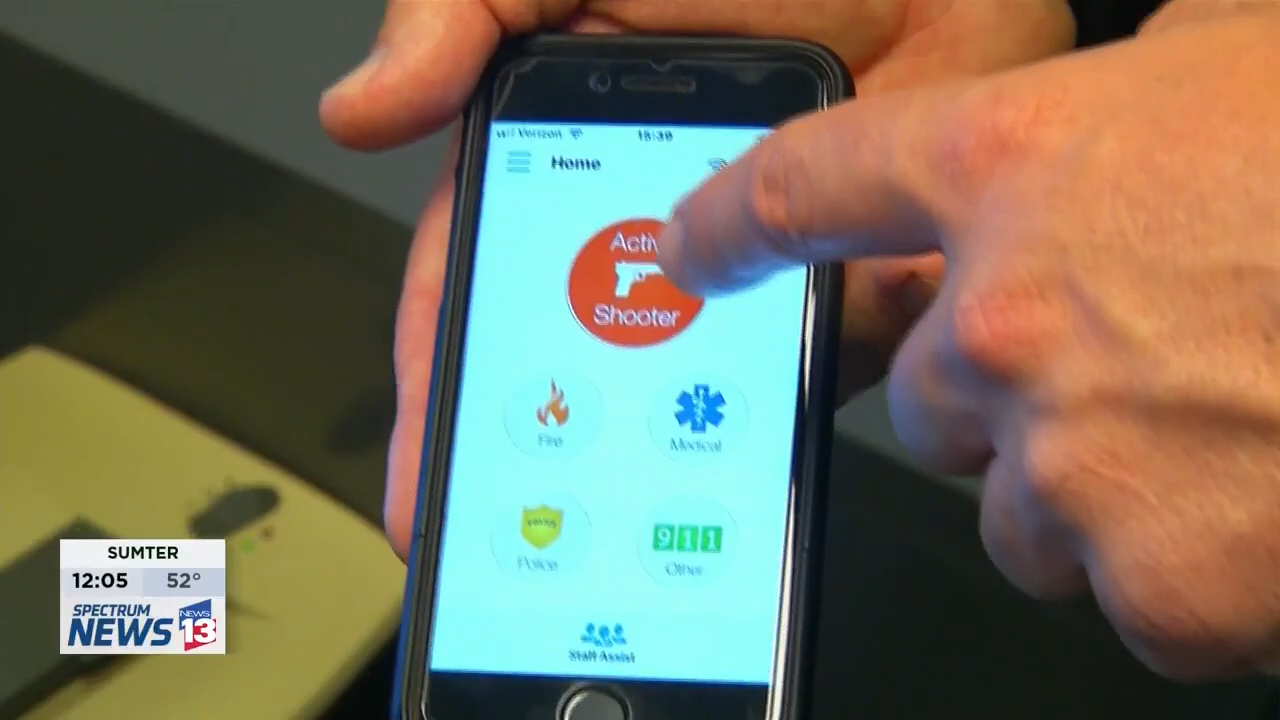 Verizon
15:39
Home
Activ
Shooter
Fire
Medical
Police
911
Other
Staff Assist
SUMTER
12:05 52°
SPECTRUM
NEWS
NEWS
13